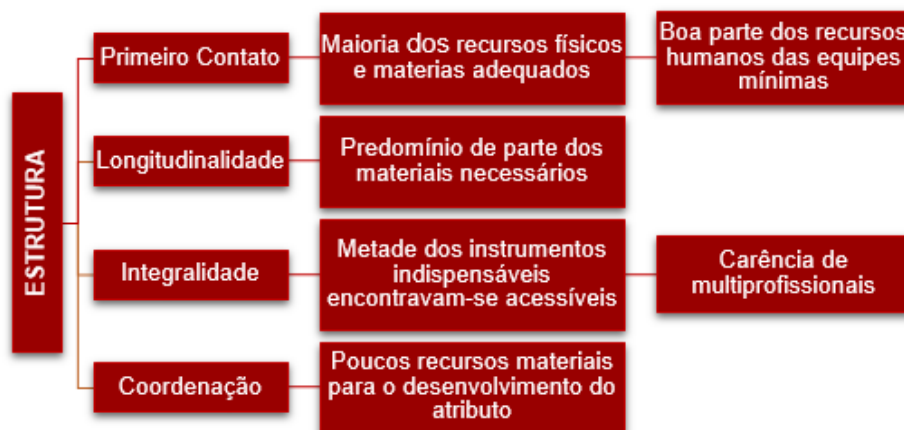 ESTRUTURA
Primeiro Contato
Maioria dos recursos físicos
e materias adequados
Boa parte dos recursos
humanos das equipes
mínimas
Longitudinalidade
Predomínio de parte dos
materiais necessários
Integralidade
Metade dos instrumentos
indispensáveis
encontravam-se acessíveis
Carência de
multiprofissionais
Coordenação
Poucos recursos materiais
para o desenvolvimento do
atributo